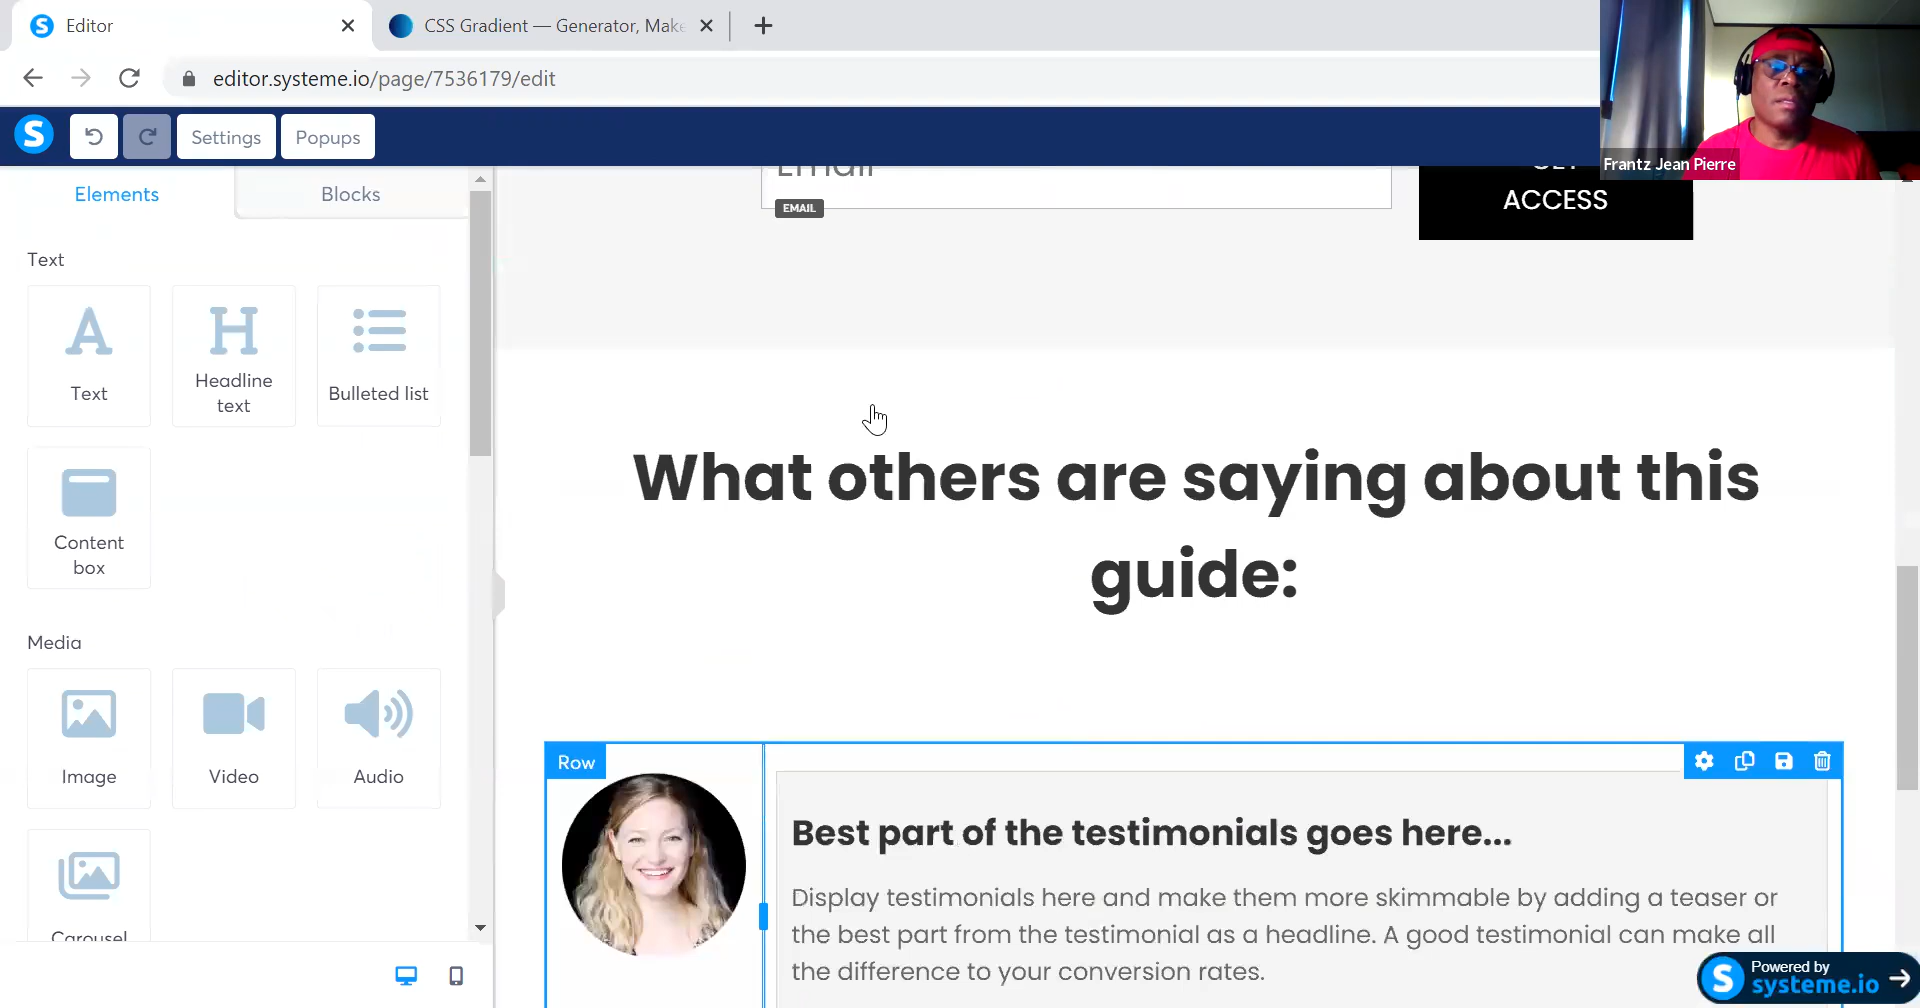 Editor
CSS Gradient — Generator, Make
editor.systeme.io/page/7536179/edit
S
Settings
Popups
Frantz Jean Pierre
Elements
Blocks
Email
EMAIL
GET
ACCESS
Text
A
Text
H
Headline
text
Bulleted list
Content
box
What others are saying about this
guide:
Media
Image
Video
Audio
Carousel
Row
Best part of the testimonials goes here...
Display testimonials here and make them more skimmable by adding a teaser or
the best part from the testimonial as a headline. A good testimonial can make all
the difference to your conversion rates.
S
Powered by
systeme.io